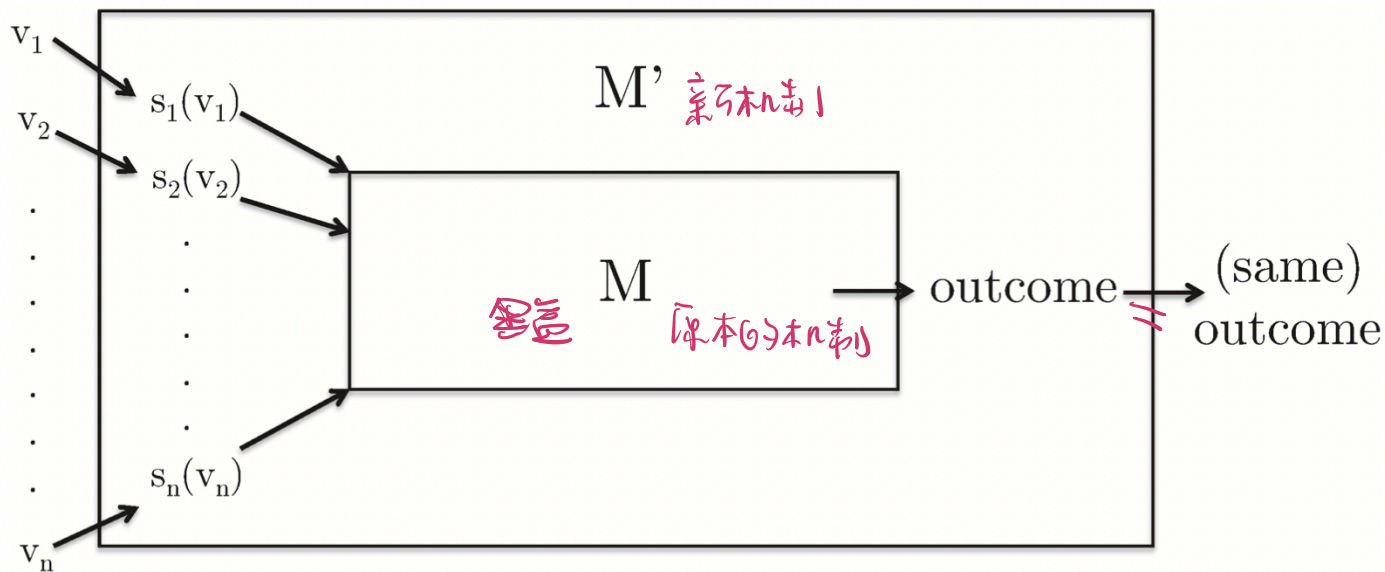 v₁
s₁(v₁)
M' 新机制
v₂
s₂(v₂)
M 原本的机制
outcome
(same)
outcome
sₙ(vₙ)
vₙ